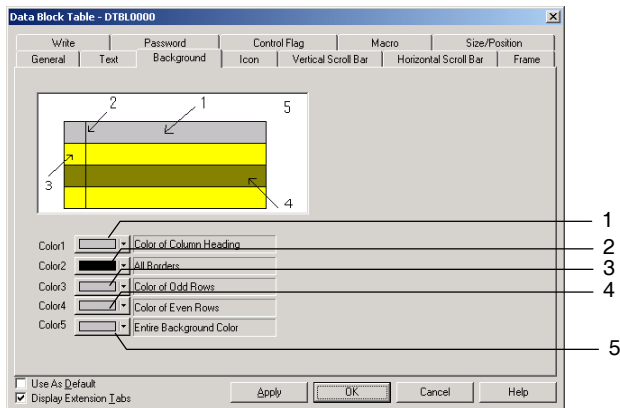 Data Block Table - DTBL0000
Write Password Control Flag Macro Size/Position
General Text Background Icon Vertical Scroll Bar Horizontal Scroll Bar Frame
2 1 5
3
4
1
Color1 Color of Column Heading
2
Color2 All Borders
3
Color3 Color of Odd Rows
4
Color4 Color of Even Rows
Color5 Entire Background Color
5
Use As Default
Display Extension Tabs
Apply OK Cancel Help